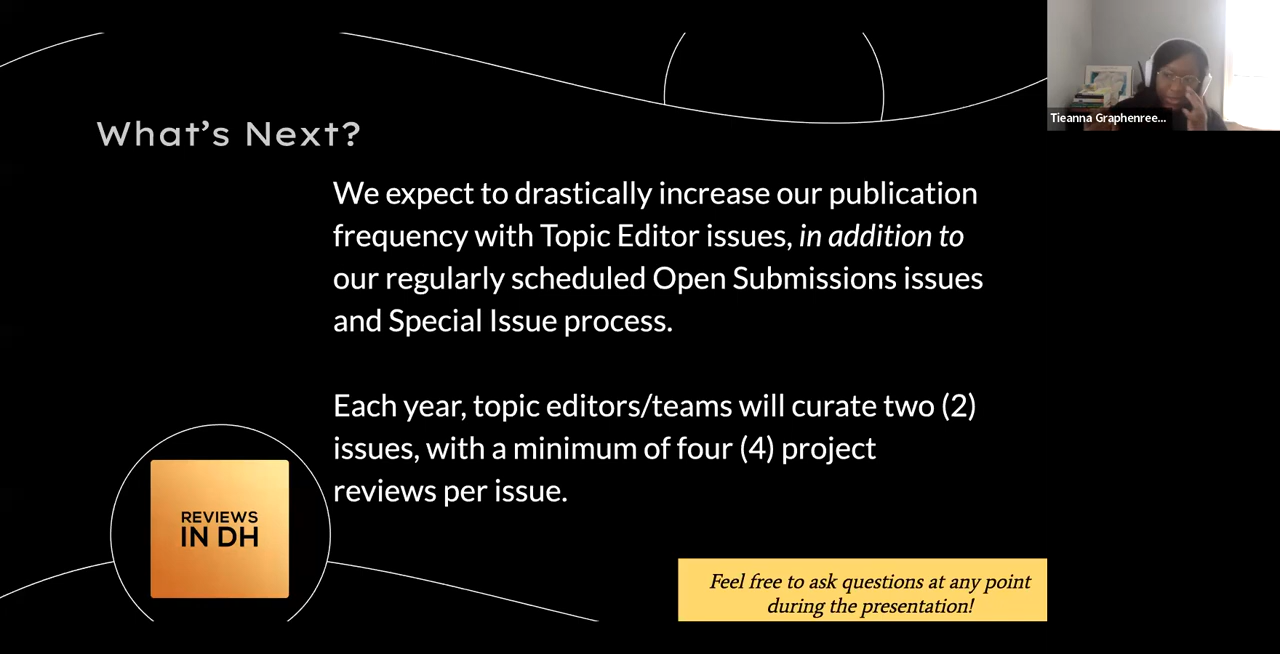 What's Next?
Tieanna Graphenree...
We expect to drastically increase our publication
frequency with Topic Editor issues, in addition to
our regularly scheduled Open Submissions issues
and Special Issue process.
Each year, topic editors/teams will curate two (2)
issues, with a minimum of four (4) project
reviews per issue.
REVIEWS
IN DH
Feel free to ask questions at any point
during the presentation!